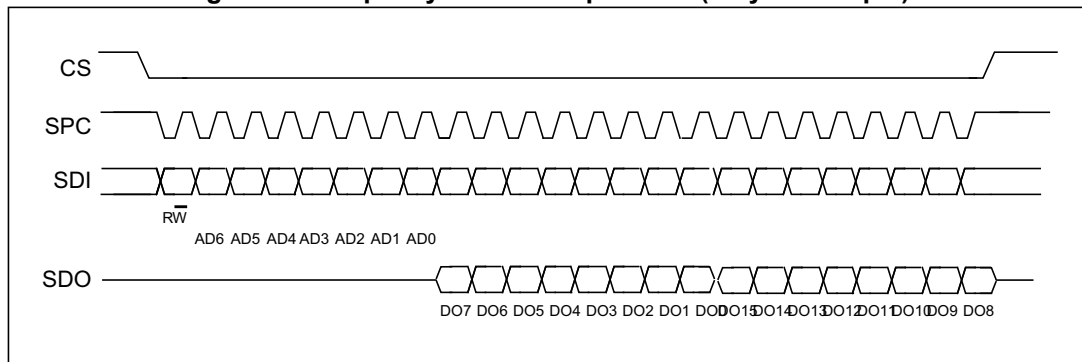 CS
SPC
SDI
RW
AD6 AD5 AD4 AD3 AD2 AD1 AD0
SDO
DO7 DO6 DO5 DO4 DO3 DO2 DO1 DO0 DO15 DO14 DO13 DO12 DO11 DO10 DO9 DO8